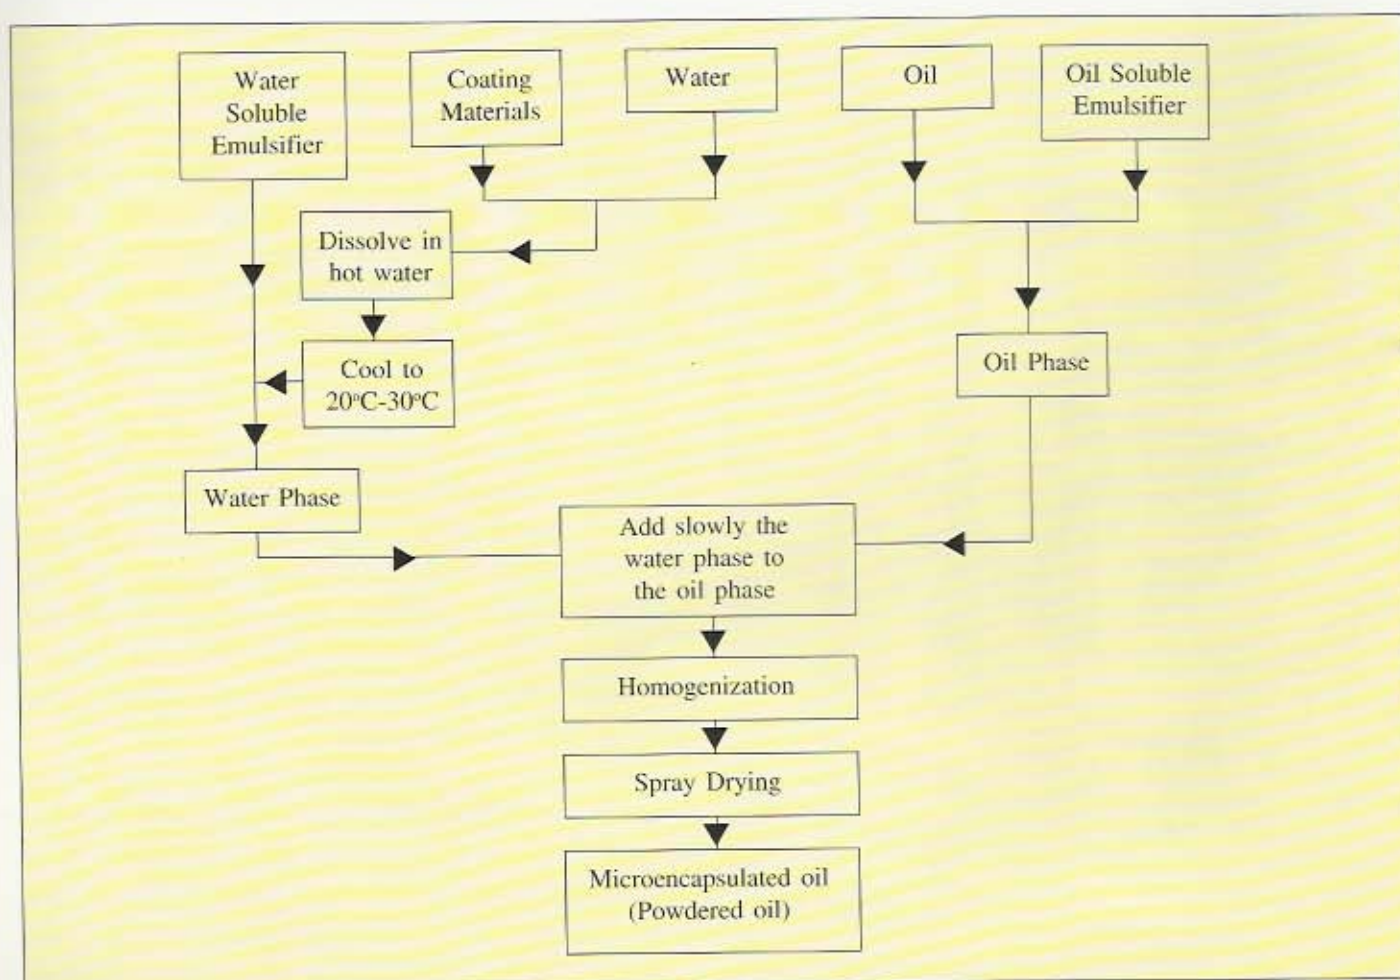 Water
Soluble
Emulsifier
Coating
Materials
Water
Oil
Oil Soluble
Emulsifier
Dissolve in
hot water
Cool to
20°C-30°C
Oil Phase
Water Phase
Add slowly the
water phase to
the oil phase
Homogenization
Spray Drying
Microencapsulated oil
(Powdered oil)